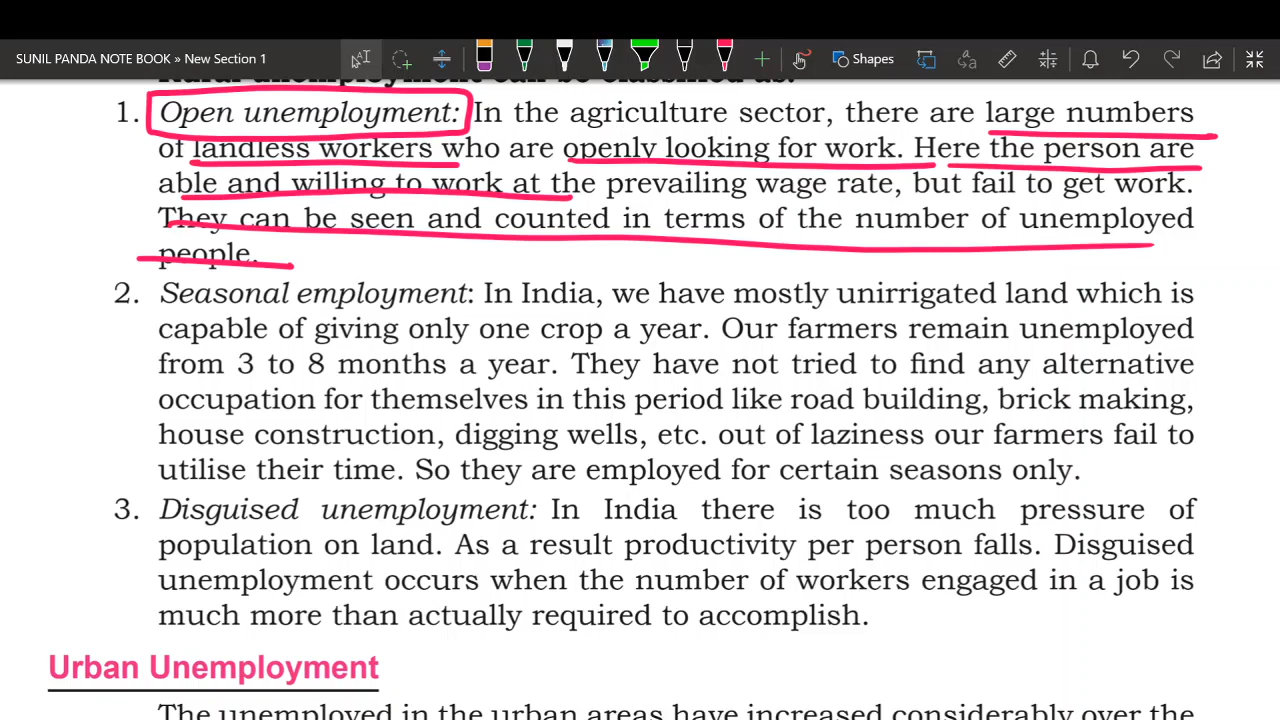 SUNIL PANDA NOTE BOOK » New Section 1
Shapes
Rural unemployment can be classified as:
1. Open unemployment: In the agriculture sector, there are large numbers
of landless workers who are openly looking for work. Here the person are
able and willing to work at the prevailing wage rate, but fail to get work.
They can be seen and counted in terms of the number of unemployed
people.
2. Seasonal employment: In India, we have mostly unirrigated land which is
capable of giving only one crop a year. Our farmers remain unemployed
from 3 to 8 months a year. They have not tried to find any alternative
occupation for themselves in this period like road building, brick making,
house construction, digging wells, etc. out of laziness our farmers fail to
utilise their time. So they are employed for certain seasons only.
3. Disguised unemployment: In India there is too much pressure of
population on land. As a result productivity per person falls. Disguised
unemployment occurs when the number of workers engaged in a job is
much more than actually required to accomplish.
Urban Unemployment
The unemployed in the urban areas have increased considerably over the